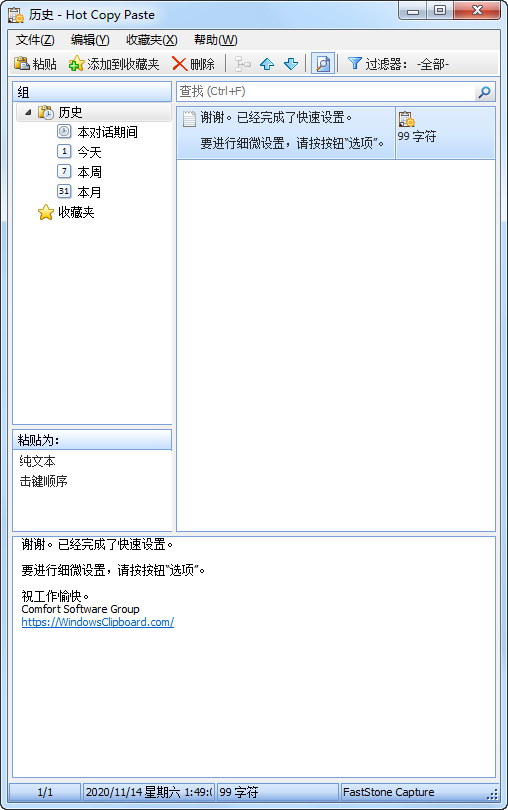 历史 - Hot Copy Paste
文件(Z) 编辑(Y) 收藏夹(X) 帮助(W)
粘贴 添加到收藏夹 删除 过滤器： -全部-
组
历史
本对话期间
1 今天
7 本周
31 本月
收藏夹
查找 (Ctrl+F)
谢谢。已经完成了快速设置。
要进行细微设置，请按按钮“选项”。
99 字符
粘贴为：
纯文本
击键顺序
谢谢。已经完成了快速设置。
要进行细微设置，请按按钮“选项”。
祝工作愉快。
Comfort Software Group
https://WindowsClipboard.com/
1/1 2020/11/14 星期六 1:49: 99 字符 FastStone Capture